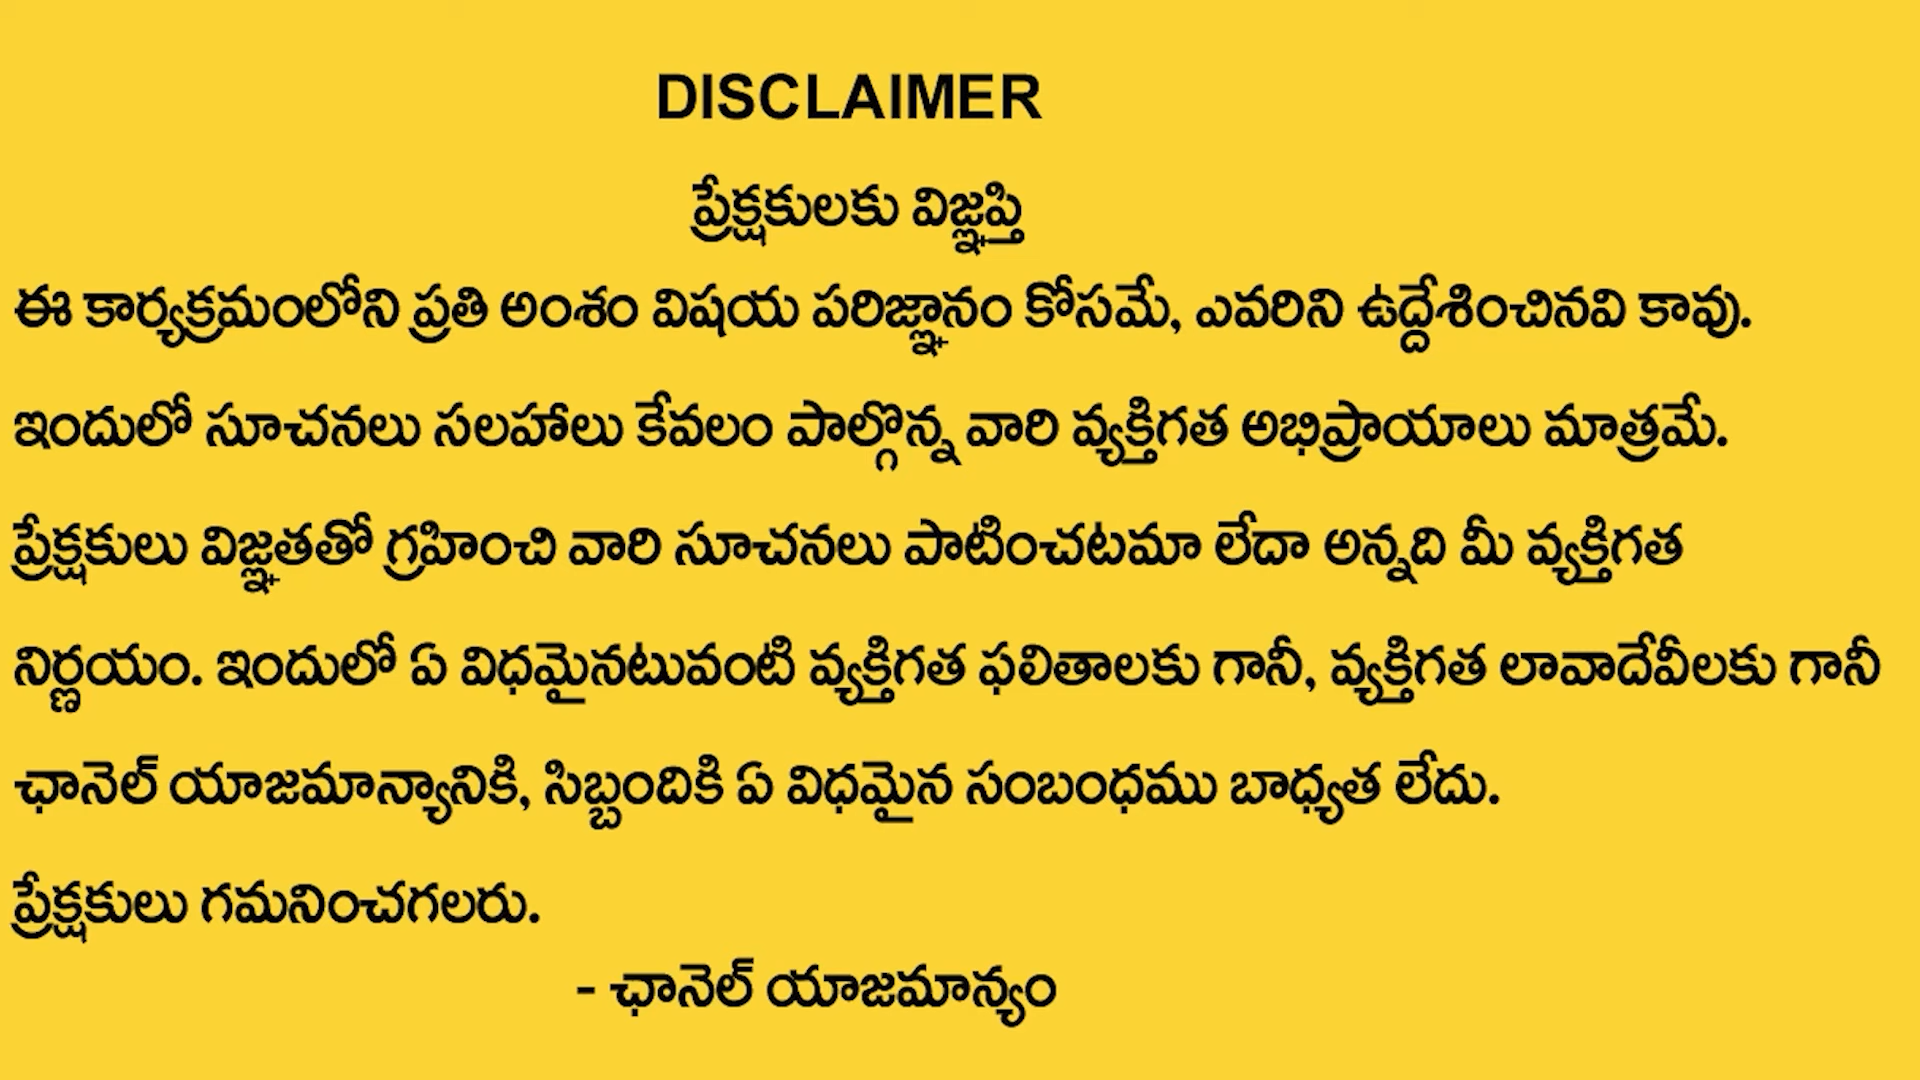 DISCLAIMER
ప్రేక్షకులకు విజ్ఞప్తి
ఈ కార్యక్రమంలోని ప్రతి అంశం విషయ పరిజ్ఞానం కోసమే, ఎవరిని ఉద్దేశించినవి కావు.
ఇందులో సూచనలు సలహాలు కేవలం పాల్గొన్న వారి వ్యక్తిగత అభిప్రాయాలు మాత్రమే.
ప్రేక్షకులు విజ్ఞతతో గ్రహించి వారి సూచనలు పాటించటమా లేదా అన్నది మీ వ్యక్తిగత
నిర్ణయం. ఇందులో ఏ విధమైనటువంటి వ్యక్తిగత ఫలితాలకు గానీ, వ్యక్తిగత లావాదేవీలకు గానీ
ఛానెల్ యాజమాన్యానికి, సిబ్బందికి ఏ విధమైన సంబంధము బాధ్యత లేదు.
ప్రేక్షకులు గమనించగలరు.
- ఛానెల్ యాజమాన్యం